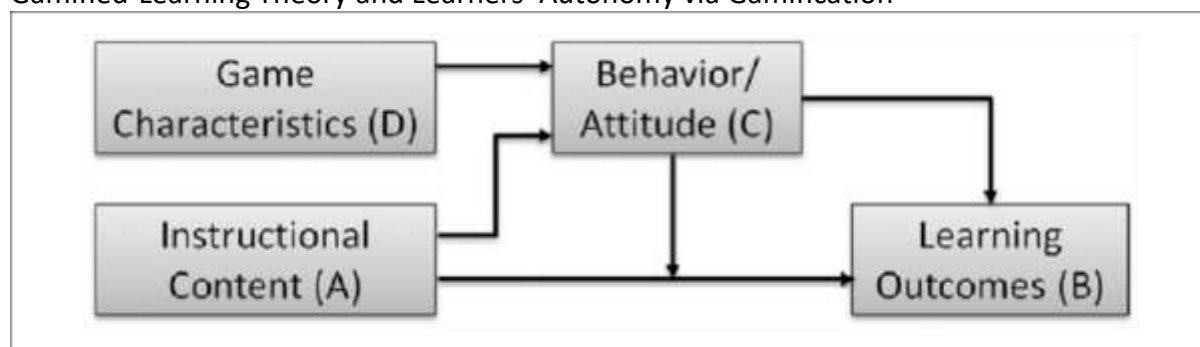 Gamified Learning Theory and Learners' Autonomy via Gamification
Game
Characteristics (D)
Behavior/
Attitude (C)
Instructional
Content (A)
Learning
Outcomes (B)